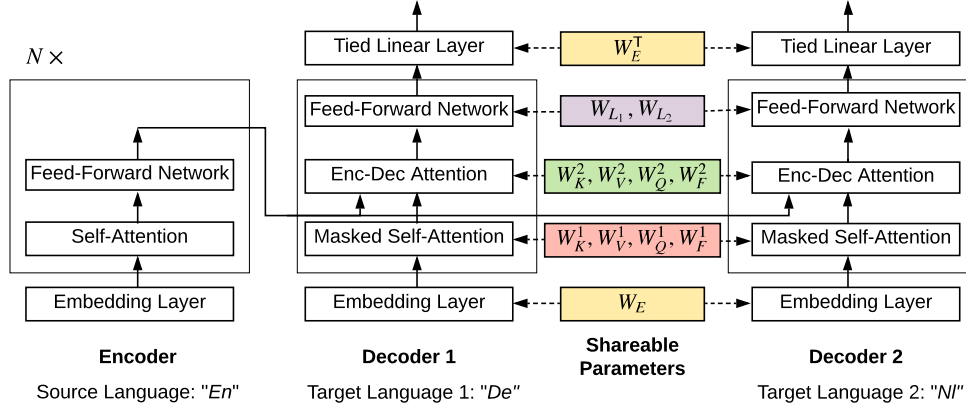 N ×
Feed-Forward Network
Self-Attention
Embedding Layer
Encoder
Source Language: "En"
Tied Linear Layer
Feed-Forward Network
Enc-Dec Attention
Masked Self-Attention
Embedding Layer
Decoder 1
Target Language 1: "De"
W_E^T
W_{L_1}, W_{L_2}
W_K^2, W_V^2, W_Q^2, W_F^2
W_K^1, W_V^1, W_Q^1, W_F^1
W_E
Shareable
Parameters
Tied Linear Layer
Feed-Forward Network
Enc-Dec Attention
Masked Self-Attention
Embedding Layer
Decoder 2
Target Language 2: "Nl"